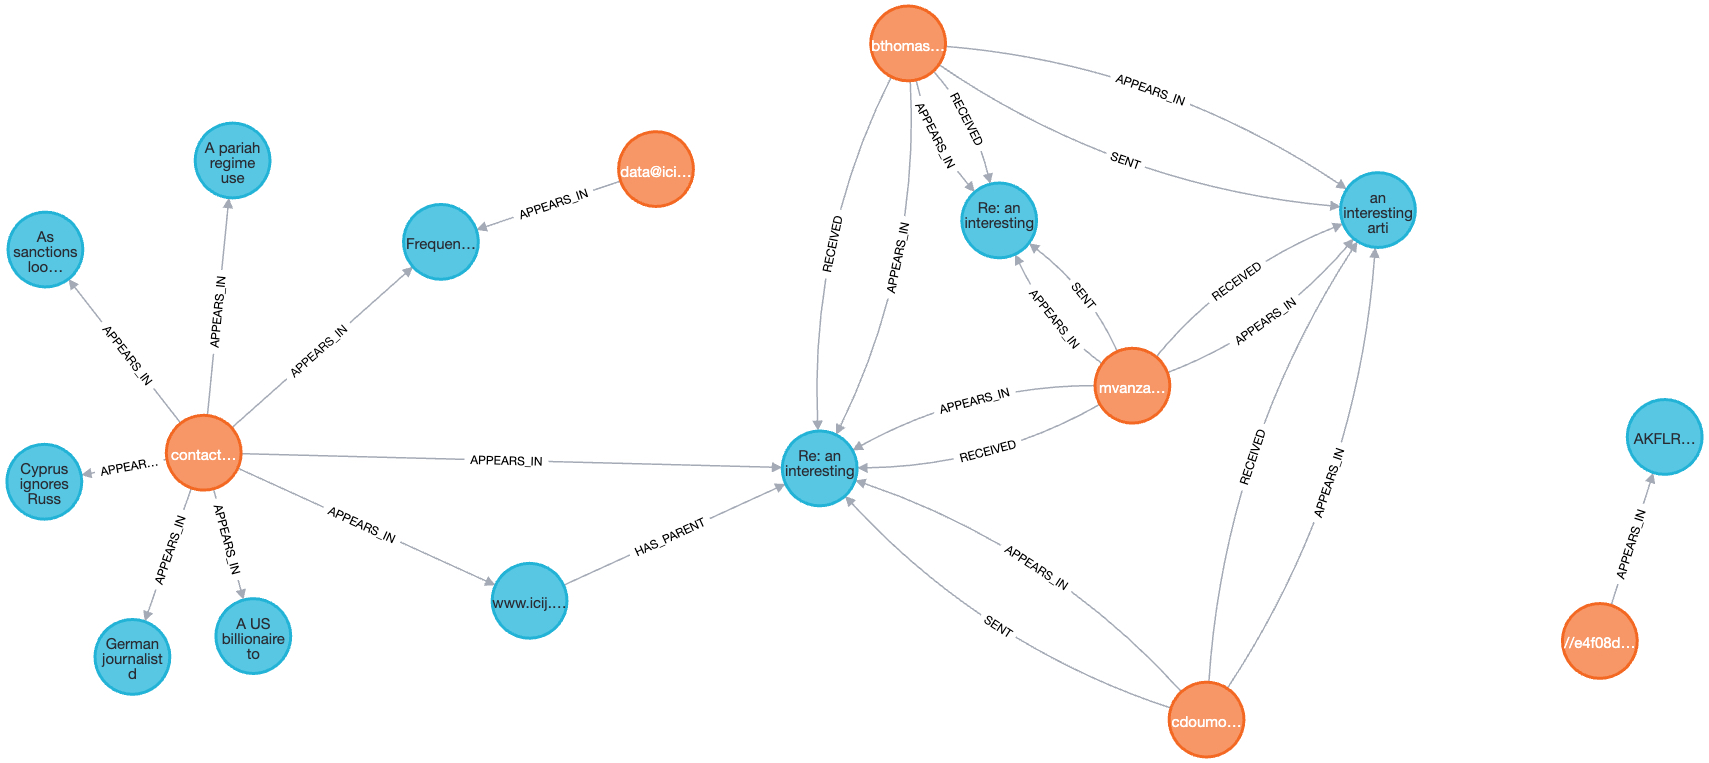 bthomas…
APPEARS_IN
RECEIVED
APPEARS_IN
SENT
RECEIVED
APPEARS_IN
A pariah
regime
use
data@ici…
APPEARS_IN
As
sanctions
loo…
Frequen…
Re: an
interesting
an
interesting
arti
APPEARS_IN
APPEARS_IN
APPEARS_IN
SENT
APPEARS_IN
RECEIVED
APPEARS_IN
mvanza…
APPEARS_IN
RECEIVED
contact…
APPEARS_IN
Re: an
interesting
AKFLR…
Cyprus
ignores
Russ
APPEAR…
APPEARS_IN
APPEARS_IN
APPEARS_IN
HAS_PARENT
RECEIVED
APPEARS_IN
APPEARS_IN
www.icij.…
APPEARS_IN
SENT
German
journalist
d
A US
billionaire
to
//e4f08d…
cdoumo…